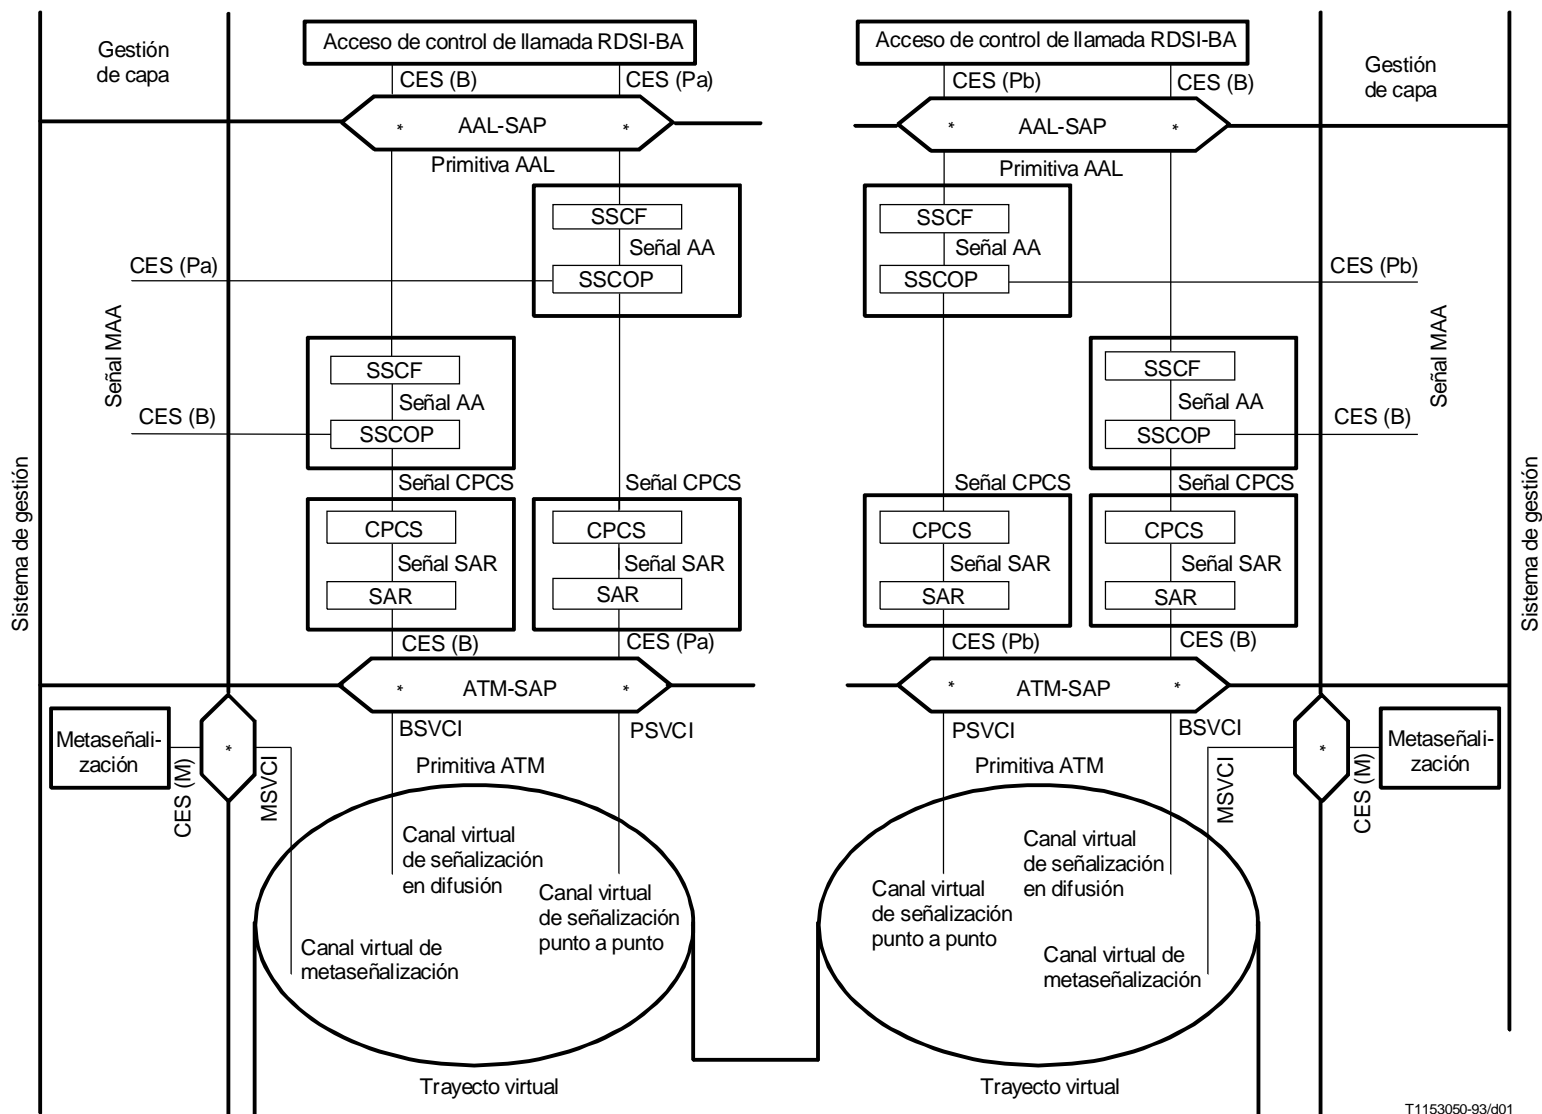 Gestión
de capa
Acceso de control de llamada RDSI-BA
Acceso de control de llamada RDSI-BA
Gestión
de capa
CES (B)
CES (Pa)
CES (Pb)
CES (B)
* AAL-SAP *
* AAL-SAP *
Primitiva AAL
Primitiva AAL
SSCF
Señal AA
SSCOP
SSCF
Señal AA
SSCOP
CES (Pa)
CES (Pb)
Señal MAA
Señal MAA
SSCF
Señal AA
SSCOP
SSCF
Señal AA
SSCOP
CES (B)
CES (B)
Señal CPCS
Señal CPCS
Señal CPCS
Señal CPCS
CPCS
CPCS
CPCS
CPCS
Señal SAR
Señal SAR
Señal SAR
Señal SAR
SAR
SAR
SAR
SAR
Sistema de gestión
Sistema de gestión
CES (B)
CES (Pa)
CES (Pb)
CES (B)
* ATM-SAP *
* ATM-SAP *
BSVCI
PSVCI
PSVCI
BSVCI
Metaseñali-
zación
*
*
Metaseñali-
zación
CES (M)
MSVCI
MSVCI
CES (M)
Primitiva ATM
Primitiva ATM
Canal virtual
de señalización
en difusión
Canal virtual
de señalización
punto a punto
Canal virtual de
metaseñalización
Canal virtual
de señalización
en difusión
Canal virtual
de señalización
punto a punto
Canal virtual de
metaseñalización
Trayecto virtual
Trayecto virtual
T1153050-93/d01